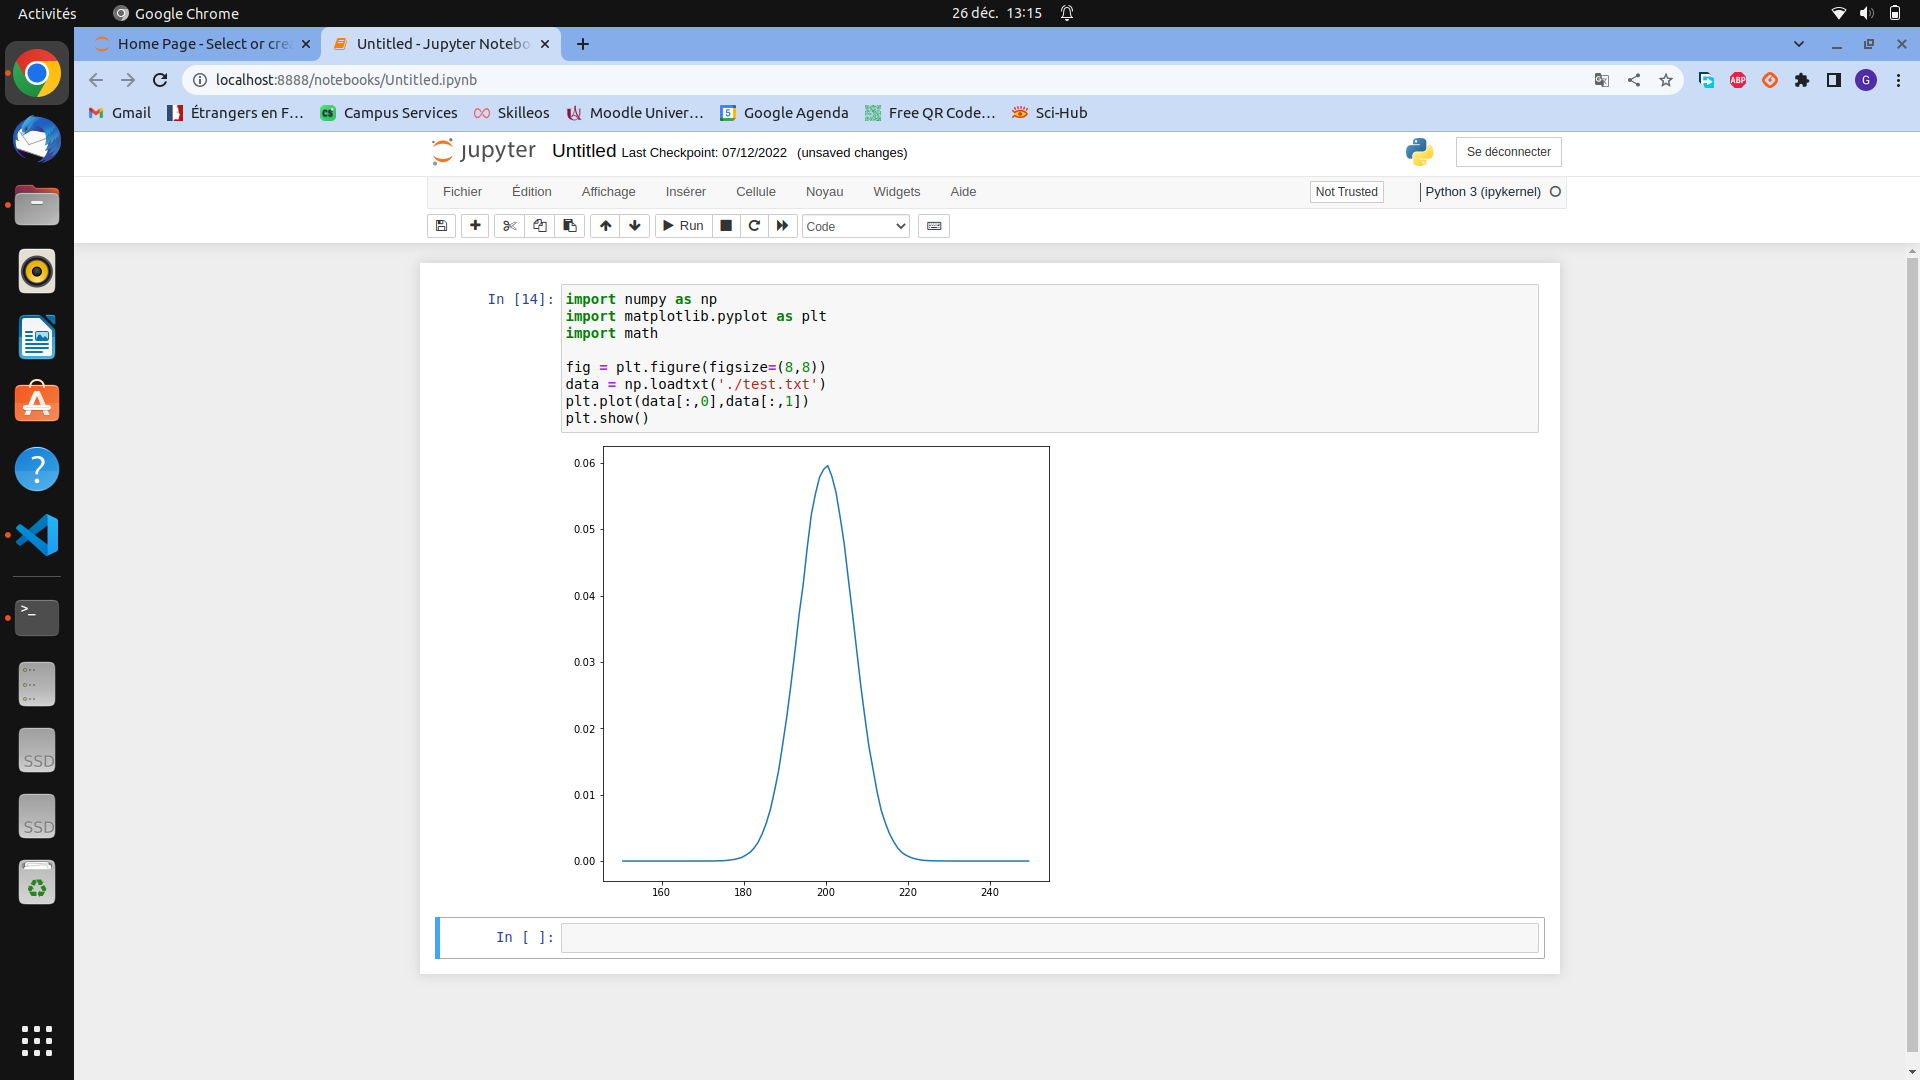 Activités
Google Chrome
26 déc. 13:15
Home Page - Select or cre
Untitled - Jupyter Notebo
localhost:8888/notebooks/Untitled.ipynb
ABP
G
Gmail
Étrangers en F…
CS
Campus Services
Skilleos
Moodle Univer…
5
Google Agenda
Free QR Code…
Sci-Hub
jupyter
Untitled Last Checkpoint: 07/12/2022 (unsaved changes)
Se déconnecter
Fichier
Édition
Affichage
Insérer
Cellule
Noyau
Widgets
Aide
Not Trusted
Python 3 (ipykernel)
Run
Code
In [14]:
import numpy as np
import matplotlib.pyplot as plt
import math
fig = plt.figure(figsize=(8,8))
data = np.loadtxt('./test.txt')
plt.plot(data[:,0],data[:,1])
plt.show()
0.06
0.05
0.04
0.03
0.02
0.01
0.00
160 180 200 220 240
In [ ]:
?
>_
SSD
SSD